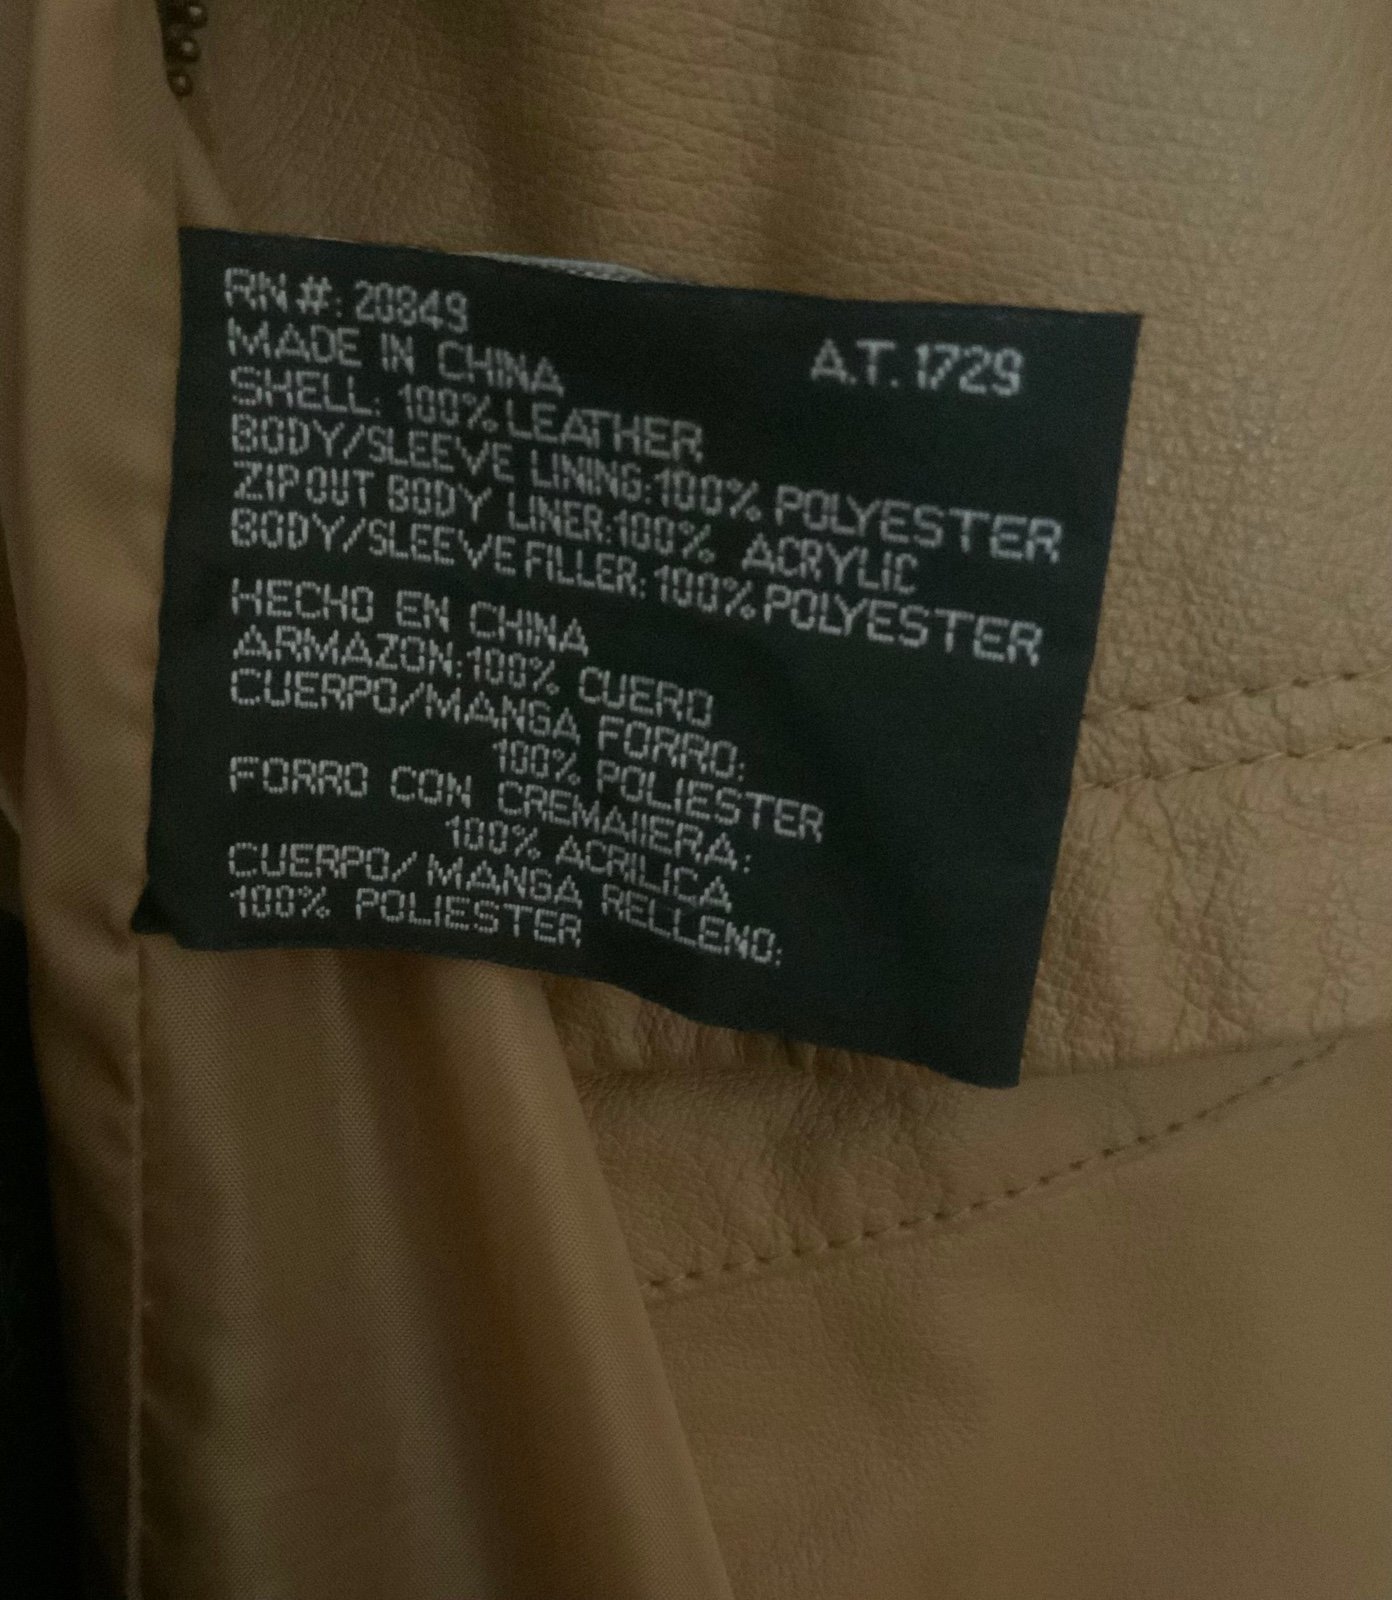 RN#: 20849
A.T. 1729
MADE IN CHINA
SHELL: 100% LEATHER
BODY/SLEEVE LINING:100% POLYESTER
ZIPOUT BODY LINER:100% ACRYLIC
BODY/SLEEVE FILLER: 100% POLYESTER
HECHO EN CHINA
ARMAZON:100% CUERO
CUERPO/MANGA FORRO:
100% POLIESTER
FORRO CON CREMAIIERA:
100% ACRILICA
CUERPO/MANGA RELLENO:
100% POLIESTER